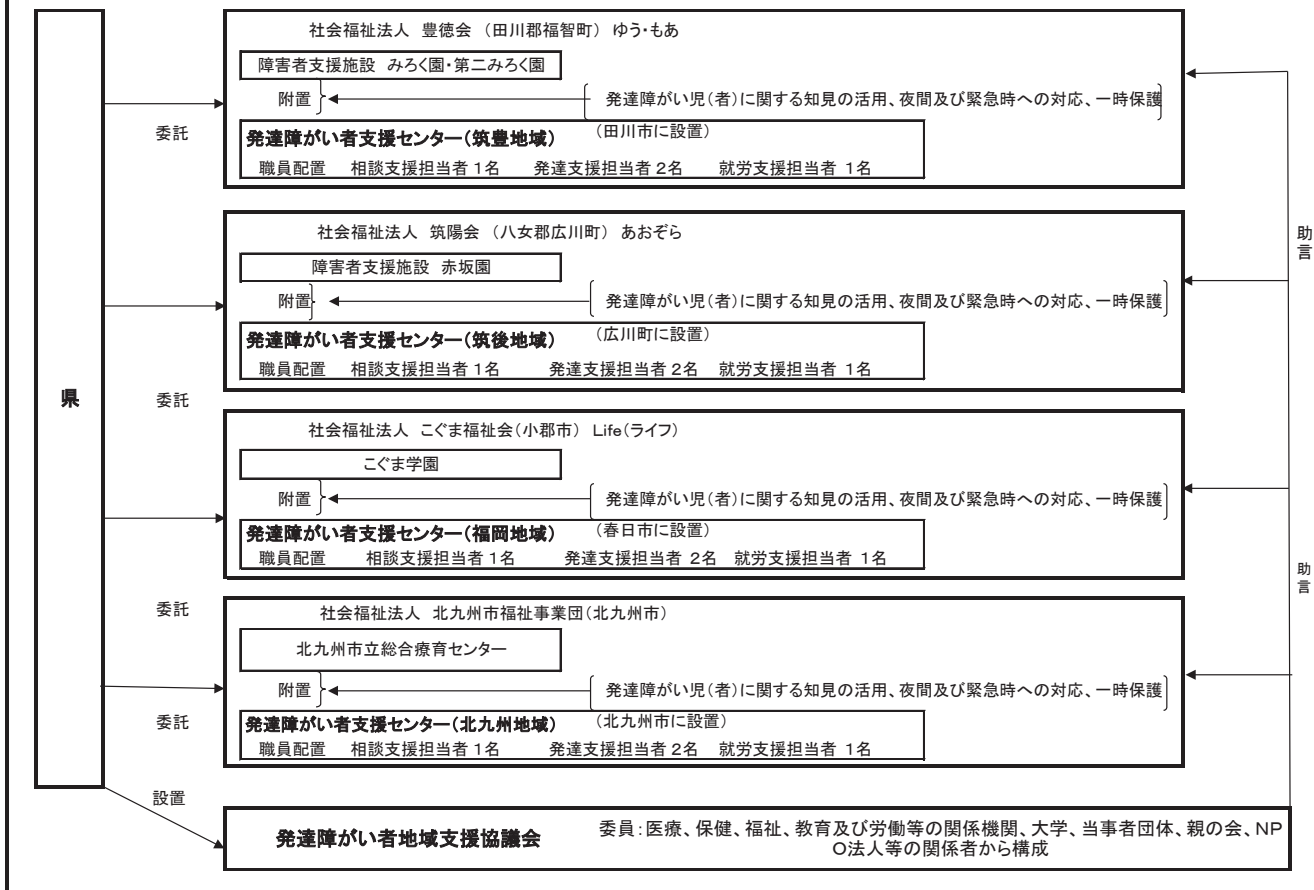 県
委託
社会福祉法人 豊徳会 （田川郡福智町） ゆう・もあ
障害者支援施設 みろく園・第二みろく園
附置
発達障がい児(者)に関する知見の活用、夜間及び緊急時への対応、一時保護
発達障がい者支援センター(筑豊地域)
（田川市に設置）
職員配置 相談支援担当者 1名 発達支援担当者 2名 就労支援担当者 1名
委託
社会福祉法人 筑陽会 （八女郡広川町） あおぞら
障害者支援施設 赤坂園
附置
発達障がい児(者)に関する知見の活用、夜間及び緊急時への対応、一時保護
発達障がい者支援センター(筑後地域)
（広川町に設置）
職員配置 相談支援担当者 1名 発達支援担当者 2名 就労支援担当者 1名
社会福祉法人 こぐま福祉会(小郡市) Life(ライフ)
こぐま学園
附置
発達障がい児(者)に関する知見の活用、夜間及び緊急時への対応、一時保護
発達障がい者支援センター(福岡地域)
（春日市に設置）
職員配置 相談支援担当者 1名 発達支援担当者 2名 就労支援担当者 1名
委託
社会福祉法人 北九州市福祉事業団(北九州市)
北九州市立総合療育センター
附置
発達障がい児(者)に関する知見の活用、夜間及び緊急時への対応、一時保護
委託
発達障がい者支援センター(北九州地域)
（北九州市に設置）
職員配置 相談支援担当者 1名 発達支援担当者 2名 就労支援担当者 1名
設置
発達障がい者地域支援協議会
委員：医療、保健、福祉、教育及び労働等の関係機関、大学、当事者団体、親の会、NP
O法人等の関係者から構成
助言
助言